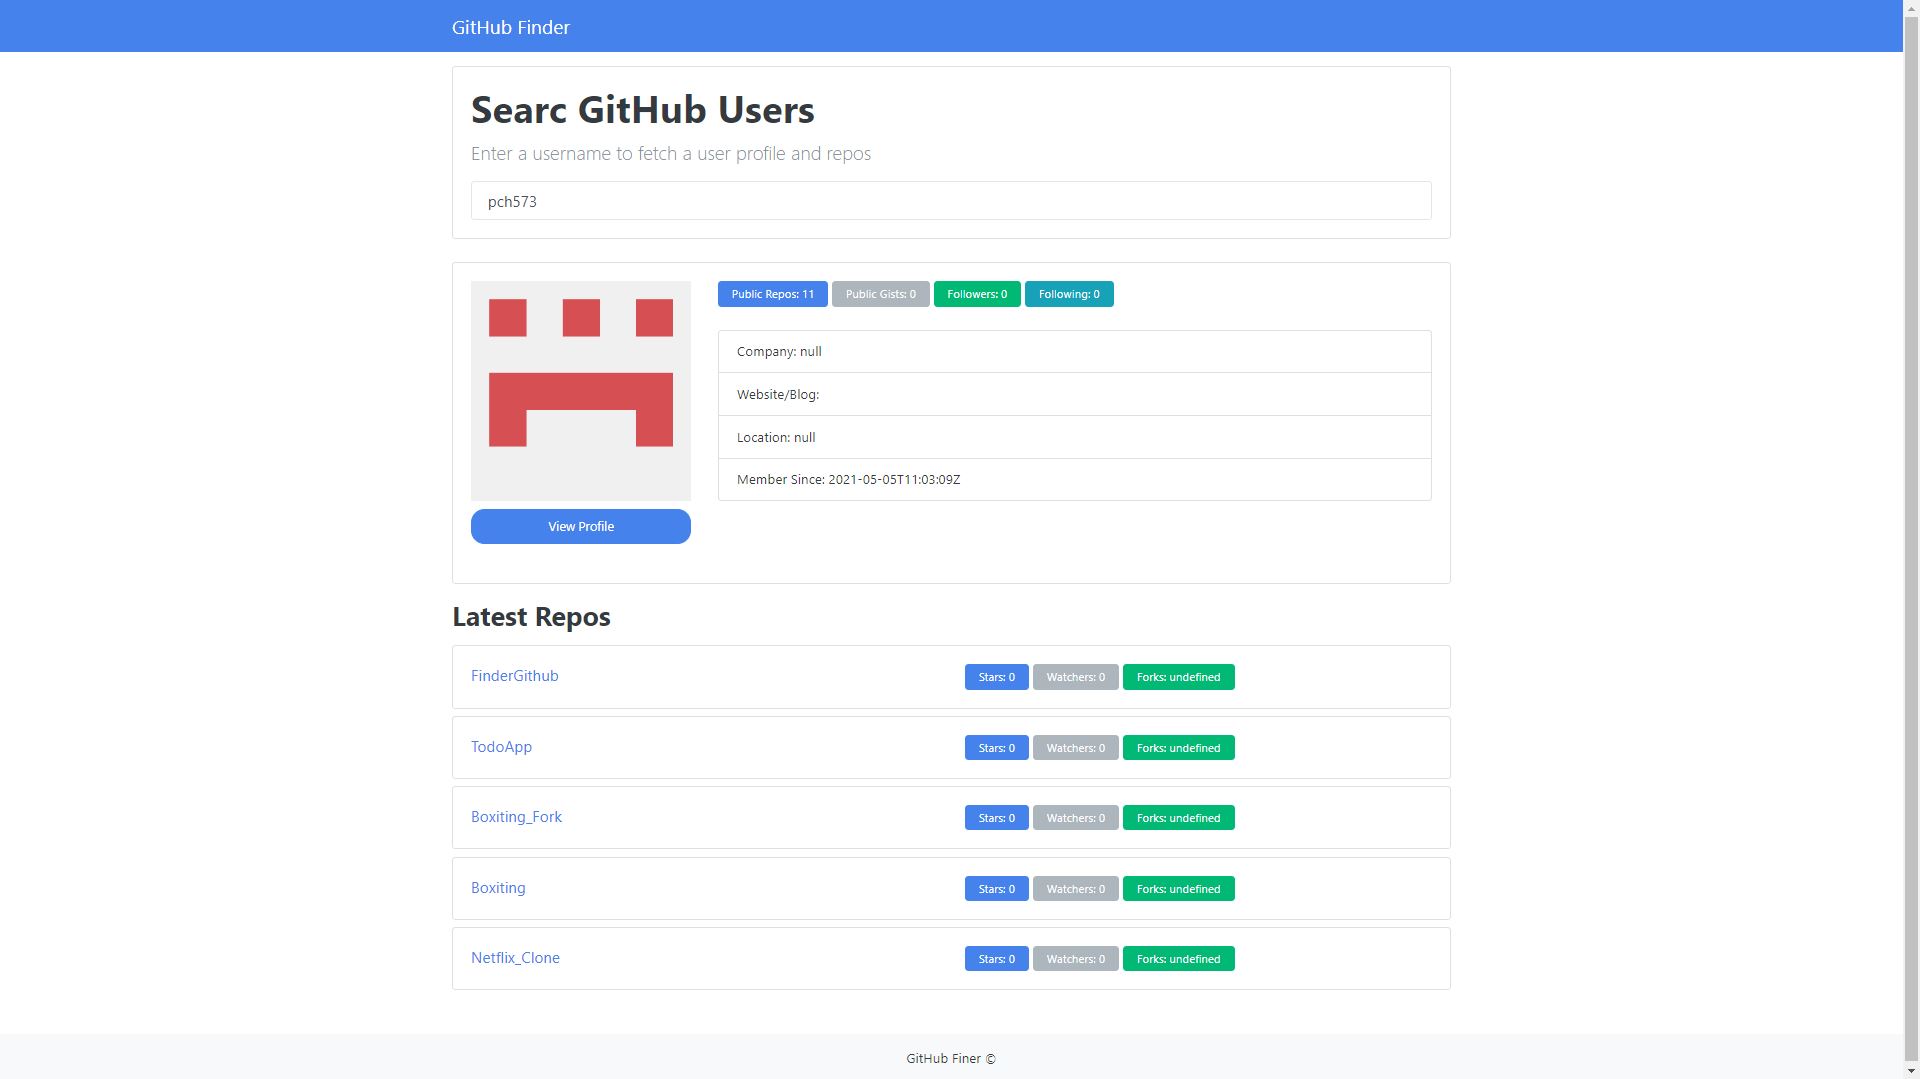 GitHub Finder
Searc GitHub Users
Enter a username to fetch a user profile and repos
pch573
Public Repos: 11 Public Gists: 0 Followers: 0 Following: 0
Company: null
Website/Blog:
Location: null
Member Since: 2021-05-05T11:03:09Z
View Profile
Latest Repos
FinderGithub Stars: 0 Watchers: 0 Forks: undefined
TodoApp Stars: 0 Watchers: 0 Forks: undefined
Boxiting_Fork Stars: 0 Watchers: 0 Forks: undefined
Boxiting Stars: 0 Watchers: 0 Forks: undefined
Netflix_Clone Stars: 0 Watchers: 0 Forks: undefined
GitHub Finer ©